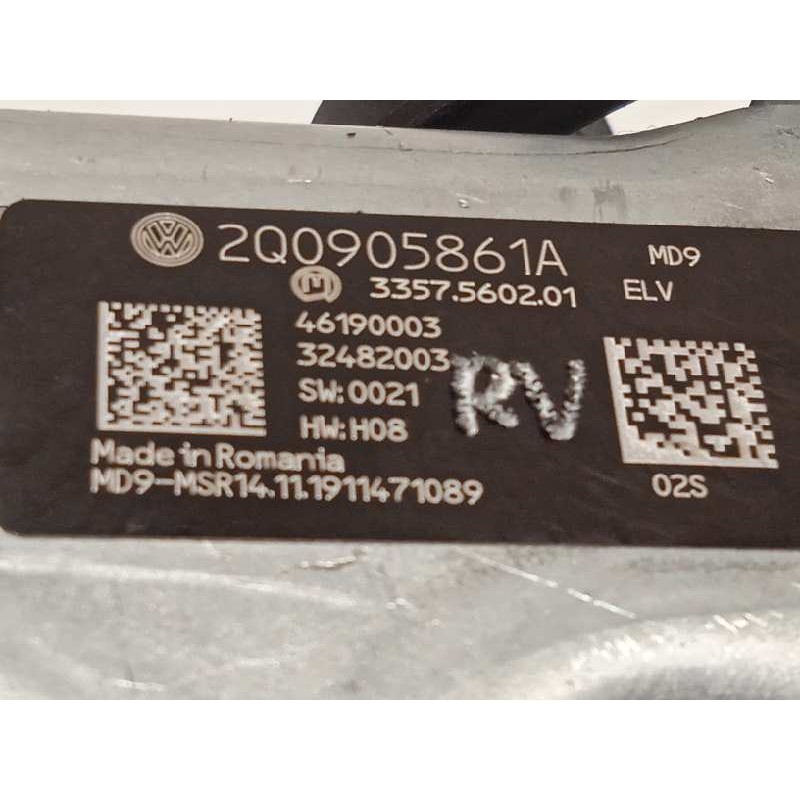 VW 2Q0905861A MD9
M 3357.5602.01 ELV
46190003
32482003
SW:0021
HW:H08
RV
Made in Romania
MD9-MSR14.11.1911471089
02S